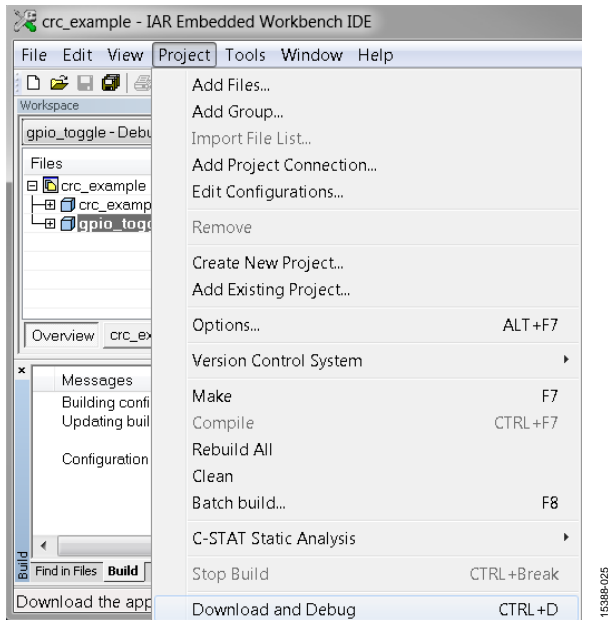 crc_example - IAR Embedded Workbench IDE
File Edit View Project Tools Window Help
Workspace
gpio_toggle - Debu
Files
crc_example
crc_examp
gpio_togg
Overview crc_ex
Add Files...
Add Group...
Import File List...
Add Project Connection...
Edit Configurations...
Remove
Create New Project...
Add Existing Project...
Options... ALT+F7
Version Control System
Make F7
Compile CTRL+F7
Rebuild All
Clean
Batch build... F8
C-STAT Static Analysis
Stop Build CTRL+Break
Download and Debug CTRL+D
Messages
Building confi
Updating buil
Configuration
Build
Find in Files Build
Download the app
15388-025